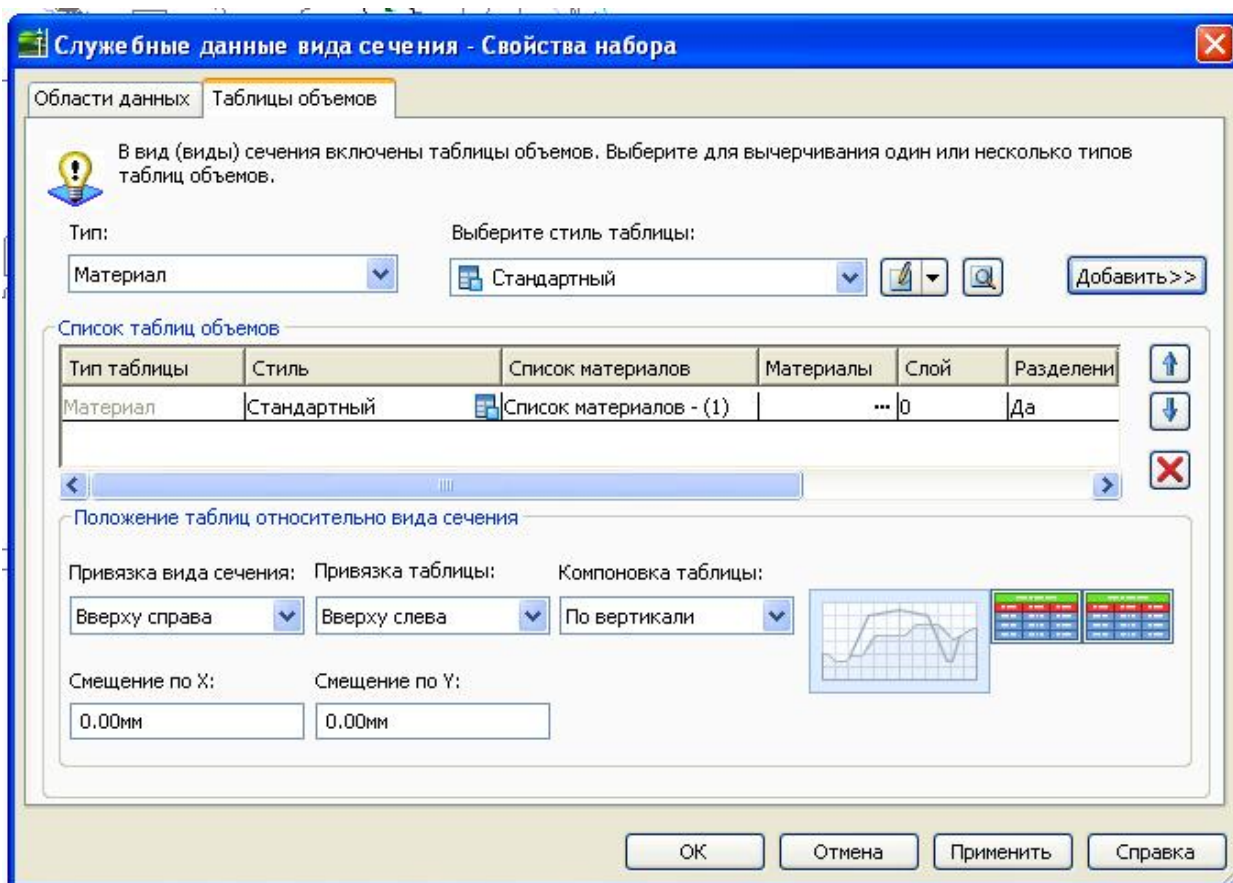 Служебные данные вида сечения - Свойства набора
Области данных Таблицы объемов
В вид (виды) сечения включены таблицы объемов. Выберите для вычерчивания один или несколько типов
таблиц объемов.
Тип: Выберите стиль таблицы:
Материал Стандартный Добавить>>
Список таблиц объемов
Тип таблицы Стиль Список материалов Материалы Слой Разделени
Материал Стандартный Список материалов - (1) ... 0 Да
Положение таблиц относительно вида сечения
Привязка вида сечения: Привязка таблицы: Компоновка таблицы:
Вверху справа Вверху слева По вертикали
Смещение по X: Смещение по Y:
0.00мм 0.00мм
ОК Отмена Применить Справка